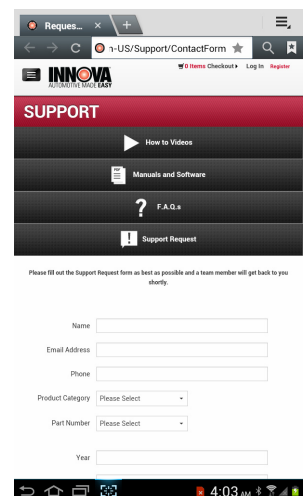 Reques...
n-US/Support/ContactForm
0 Items Checkout Log In Register
INNOVA
AUTOMOTIVE MADE EASY
SUPPORT
How to Videos
PDF
Manuals and Software
? F.A.Q.s
! Support Request
Please fill out the Support Request form as best as possible and a team member will get back to you
shortly.
Name
Email Address
Phone
Product Category Please Select
Part Number Please Select
Year
4:03 AM